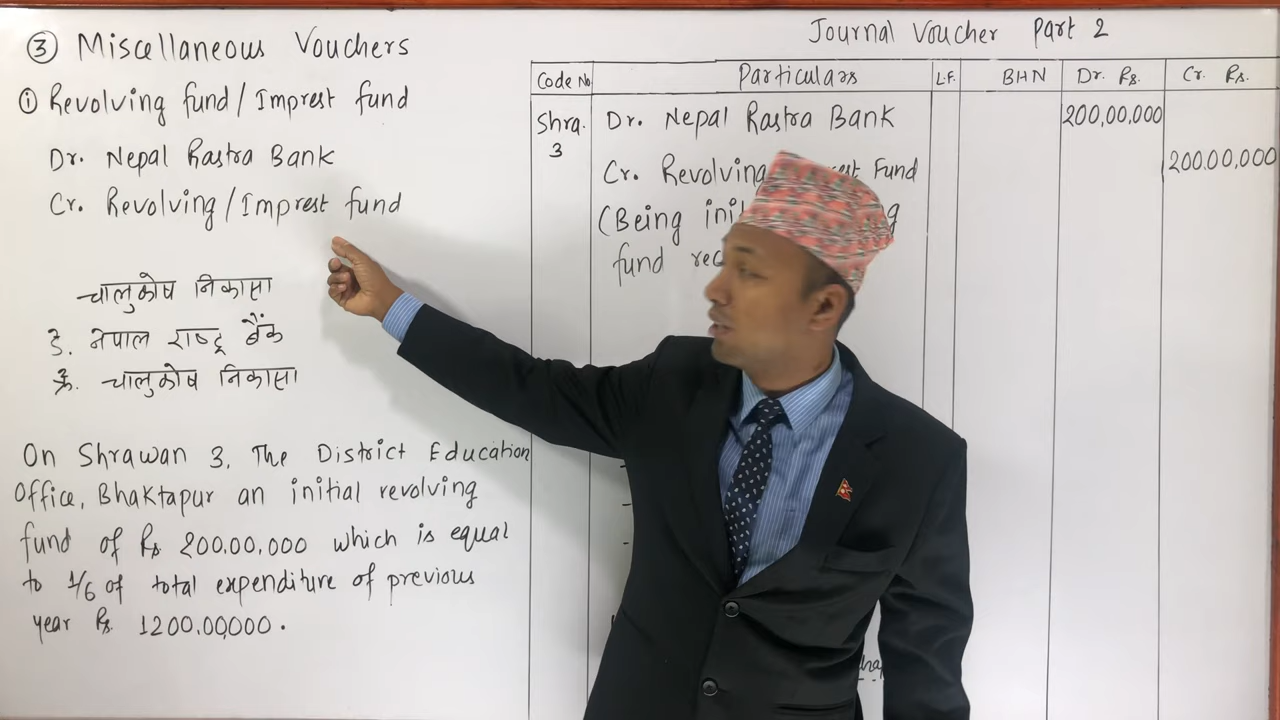 ③ Miscellaneous Vouchers
① Revolving fund / Imprest fund
Dr. Nepal Rastra Bank
Cr. Revolving / Imprest fund
चालुकोष निकासा
डे. नेपाल राष्ट्र बैंक
क्रे. चालुकोष निकासा
On Shrawan 3, The District Education
Office, Bhaktapur an initial revolving
fund of Rs 200,00,000 which is equal
to 1/6 of total expenditure of previous
year Rs. 1200,00,000.
Journal Voucher Part 2
Code No Particulars L.F. BHN Dr. Rs. Cr. Rs.
Shra. Dr. Nepal Rastra Bank 200,00,000
3
Cr. Revolving Fund 200,00,000
(Being
fund